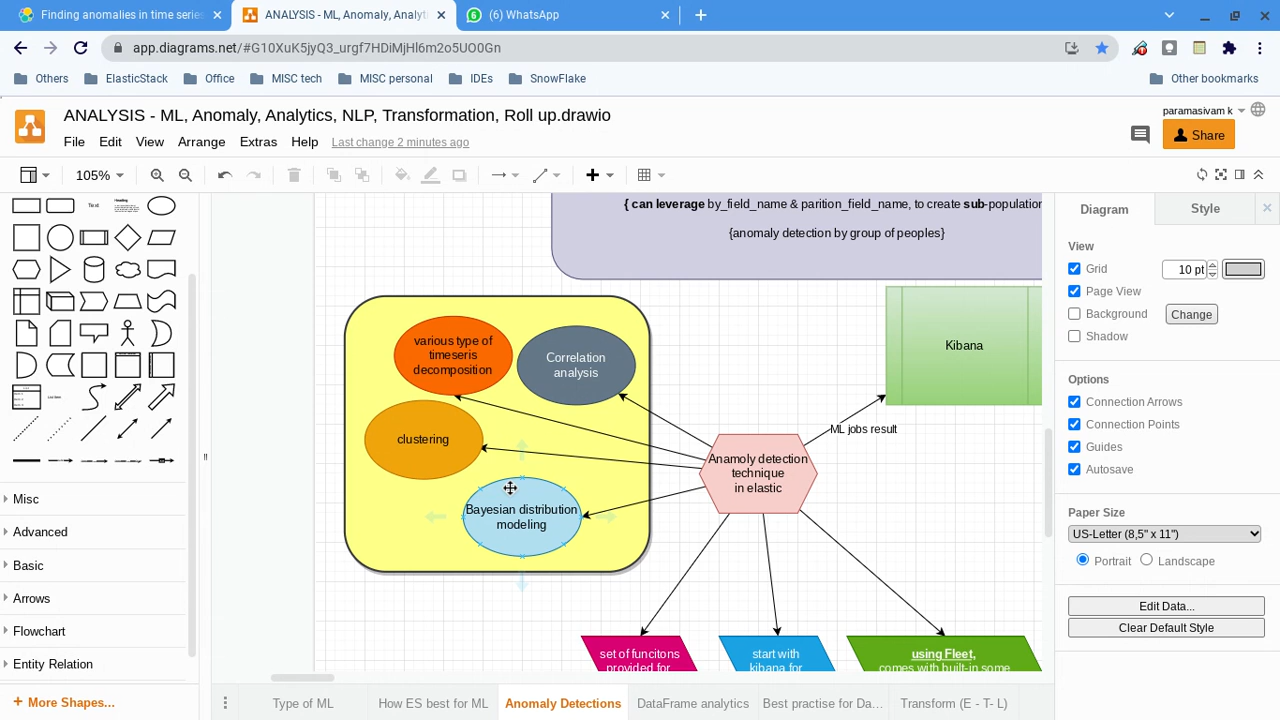 Finding anomalies in time series
ANALYSIS - ML, Anomaly, Analyti
(6) WhatsApp
app.diagrams.net/#G10XuK5jyQ3_urgf7HDiMjHl6m2o5UO0Gn
Others
ElasticStack
Office
MISC tech
MISC personal
IDEs
SnowFlake
Other bookmarks
ANALYSIS - ML, Anomaly, Analytics, NLP, Transformation, Roll up.drawio
paramasivam k
File Edit View Arrange Extras Help Last change 2 minutes ago
Share
105%
Text
Heading
{ can leverage by_field_name & parition_field_name, to create sub-population
{anomaly detection by group of peoples}
various type of
timeseris
decomposition
Correlation
analysis
clustering
Bayesian distribution
modeling
Anamoly detection
technique
in elastic
ML jobs result
Kibana
set of funcitons
provided for
start with
kibana for
using Fleet,
comes with built-in some
Misc
Advanced
Basic
Arrows
Flowchart
Entity Relation
+ More Shapes...
Diagram
Style
View
Grid
10 pt
Page View
Background
Change
Shadow
Options
Connection Arrows
Connection Points
Guides
Autosave
Paper Size
US-Letter (8,5" x 11")
Portrait
Landscape
Edit Data...
Clear Default Style
Type of ML
How ES best for ML
Anomaly Detections
DataFrame analytics
Best practise for Da...
Transform (E - T- L)